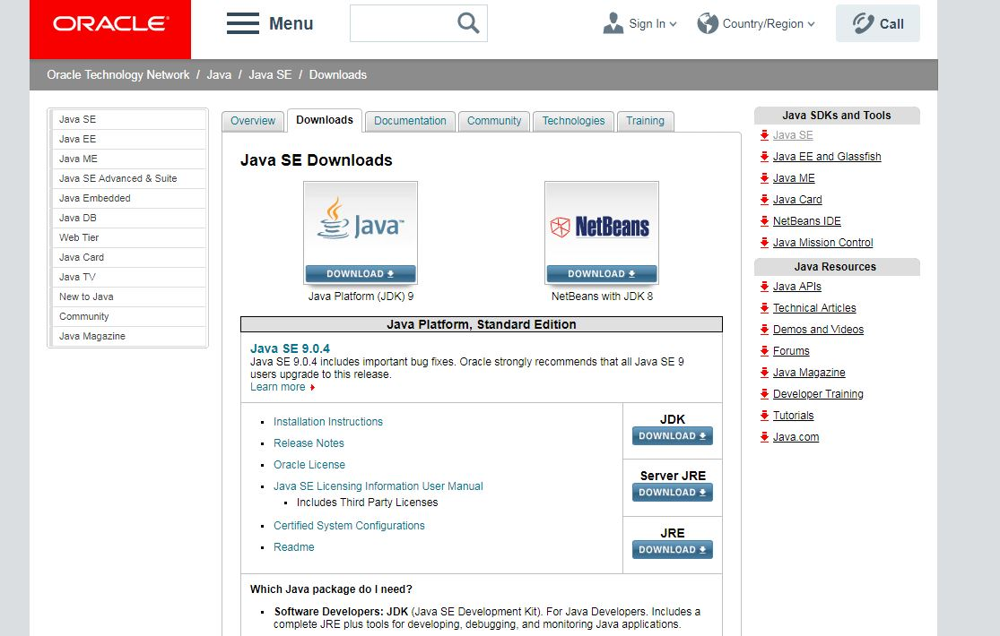 ORACLE®
Menu
Sign In
Country/Region
Call
Oracle Technology Network / Java / Java SE / Downloads
Java SE
Java EE
Java ME
Java SE Advanced & Suite
Java Embedded
Java DB
Web Tier
Java Card
Java TV
New to Java
Community
Java Magazine
Overview
Downloads
Documentation
Community
Technologies
Training
Java SE Downloads
Java™
DOWNLOAD
Java Platform (JDK) 9
NetBeans
DOWNLOAD
NetBeans with JDK 8
Java Platform, Standard Edition
Java SE 9.0.4
Java SE 9.0.4 includes important bug fixes. Oracle strongly recommends that all Java SE 9
users upgrade to this release.
Learn more
Installation Instructions
Release Notes
Oracle License
Java SE Licensing Information User Manual
Includes Third Party Licenses
Certified System Configurations
Readme
JDK
DOWNLOAD
Server JRE
DOWNLOAD
JRE
DOWNLOAD
Which Java package do I need?
Software Developers: JDK (Java SE Development Kit). For Java Developers. Includes a
complete JRE plus tools for developing, debugging, and monitoring Java applications.
Java SDKs and Tools
Java SE
Java EE and Glassfish
Java ME
Java Card
NetBeans IDE
Java Mission Control
Java Resources
Java APIs
Technical Articles
Demos and Videos
Forums
Java Magazine
Developer Training
Tutorials
Java.com